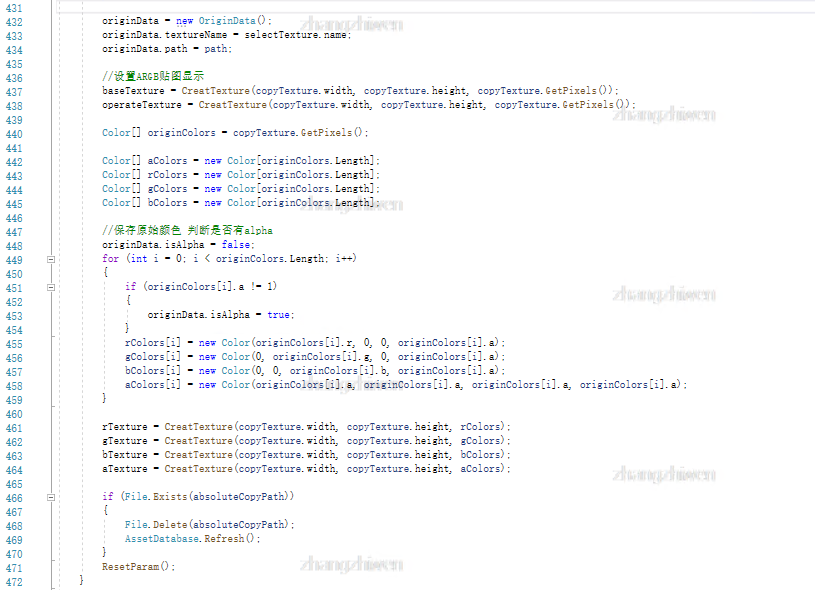 431
432 originData = new OriginData();
433 originData.textureName = selectTexture.name;
434 originData.path = path;
435
436 //设置ARGB贴图显示
437 baseTexture = CreatTexture(copyTexture.width, copyTexture.height, copyTexture.GetPixels());
438 operateTexture = CreatTexture(copyTexture.width, copyTexture.height, copyTexture.GetPixels());
439
440 Color[] originColors = copyTexture.GetPixels();
441
442 Color[] aColors = new Color[originColors.Length];
443 Color[] rColors = new Color[originColors.Length];
444 Color[] gColors = new Color[originColors.Length];
445 Color[] bColors = new Color[originColors.Length];
446
447 //保存原始颜色 判断是否有alpha
448 originData.isAlpha = false;
449 for (int i = 0; i < originColors.Length; i++)
450 {
451 if (originColors[i].a != 1)
452 {
453 originData.isAlpha = true;
454 }
455 rColors[i] = new Color(originColors[i].r, 0, 0, originColors[i].a);
456 gColors[i] = new Color(0, originColors[i].g, 0, originColors[i].a);
457 bColors[i] = new Color(0, 0, originColors[i].b, originColors[i].a);
458 aColors[i] = new Color(originColors[i].a, originColors[i].a, originColors[i].a, originColors[i].a);
459 }
460
461 rTexture = CreatTexture(copyTexture.width, copyTexture.height, rColors);
462 gTexture = CreatTexture(copyTexture.width, copyTexture.height, gColors);
463 bTexture = CreatTexture(copyTexture.width, copyTexture.height, bColors);
464 aTexture = CreatTexture(copyTexture.width, copyTexture.height, aColors);
465
466 if (File.Exists(absoluteCopyPath))
467 {
468 File.Delete(absoluteCopyPath);
469 AssetDatabase.Refresh();
470 }
471 ResetParam();
472 }
zhangzhiwen
zhangzhiwen
zhangzhiwen
zhangzhiwen
zhangzhiwen
zhangzhiwen
zhangzhiwen